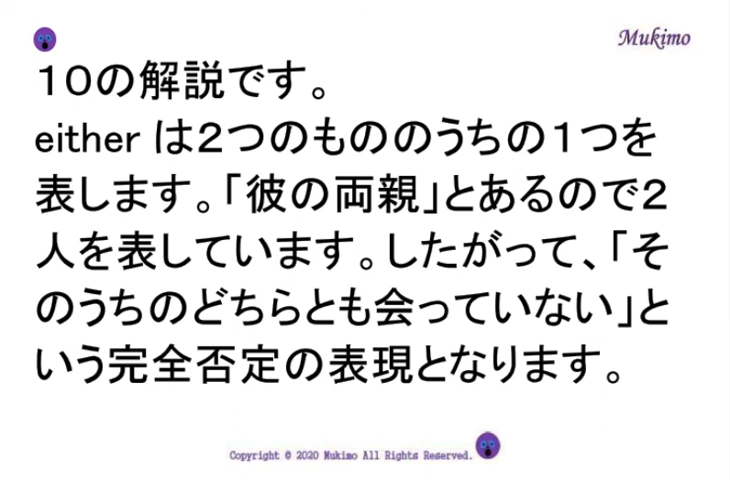 Mukimo
１０の解説です。
either は２つのもののうちの１つを
表します。「彼の両親」とあるので２
人を表しています。したがって、「そ
のうちのどちらとも会っていない」と
いう完全否定の表現となります。
Copyright © 2020 Mukimo All Rights Reserved.